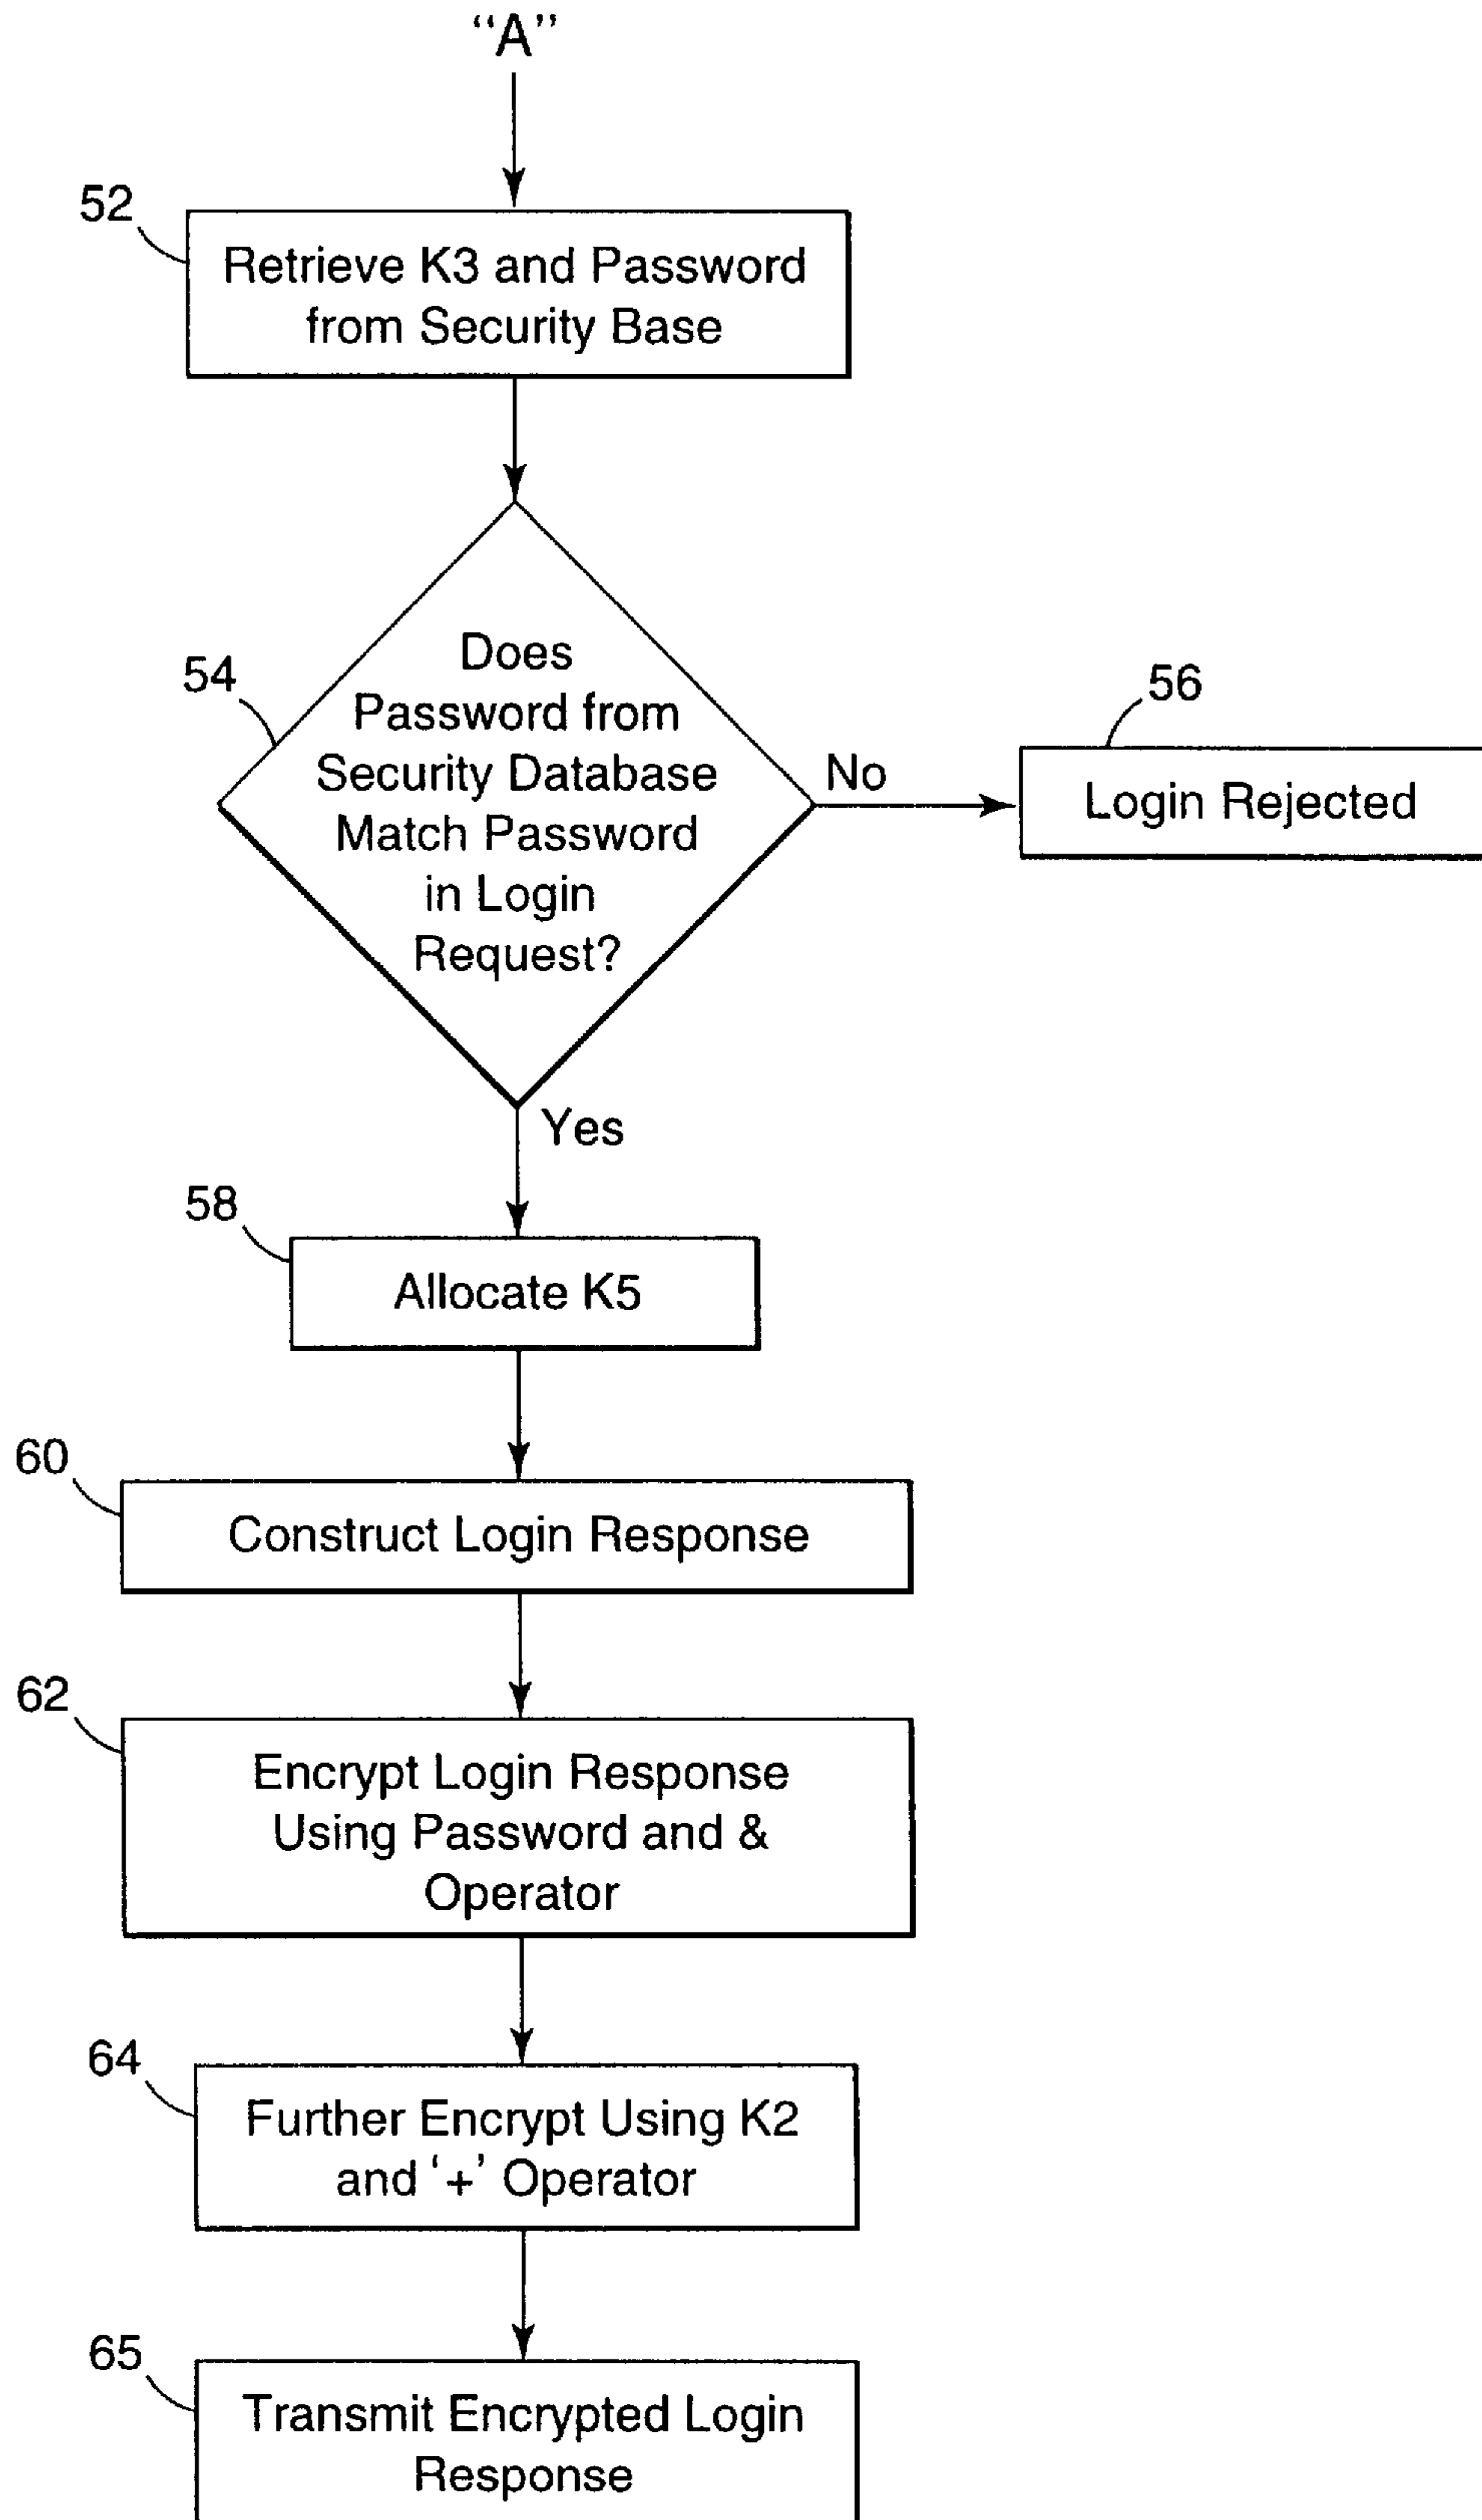 “A”
52
Retrieve K3 and Password
from Security Base
54
Does
Password from
Security Database
Match Password
in Login
Request?
No
56
Login Rejected
Yes
58
Allocate K5
60
Construct Login Response
62
Encrypt Login Response
Using Password and &
Operator
64
Further Encrypt Using K2
and ‘+’ Operator
65
Transmit Encrypted Login
Response